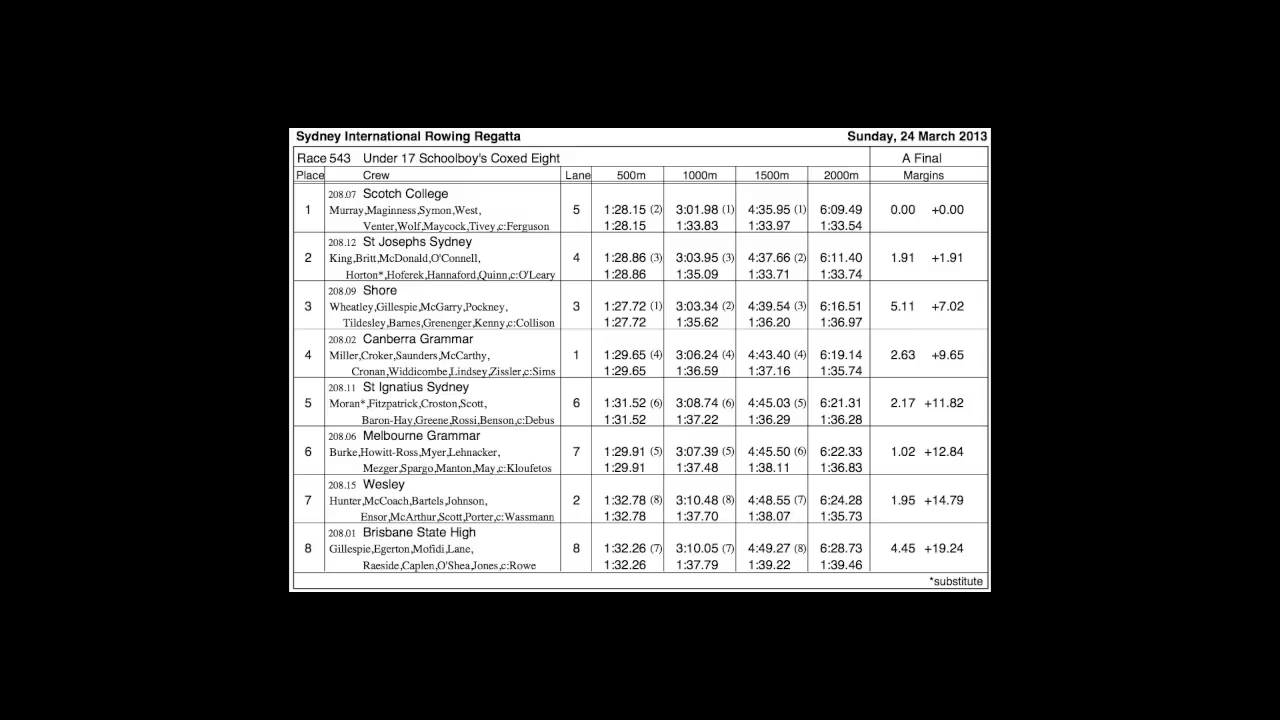 Sydney International Rowing Regatta Sunday, 24 March 2013
Race 543 Under 17 Schoolboy's Coxed Eight A Final
Place Crew Lane 500m 1000m 1500m 2000m Margins
208.07 Scotch College
1 Murray,Maginness,Symon,West, 5 1:28.15 (2) 3:01.98 (1) 4:35.95 (1) 6:09.49 0.00 +0.00
Venter,Wolf,Maycock,Tivey,c:Ferguson 1:28.15 1:33.83 1:33.97 1:33.54
208.12 St Josephs Sydney
2 King,Britt,McDonald,O'Connell, 4 1:28.86 (3) 3:03.95 (3) 4:37.66 (2) 6:11.40 1.91 +1.91
Horton*,Hoferek,Hannaford,Quinn,c:O'Leary 1:28.86 1:35.09 1:33.71 1:33.74
208.09 Shore
3 Wheatley,Gillespie,McGarry,Pockney, 3 1:27.72 (1) 3:03.34 (2) 4:39.54 (3) 6:16.51 5.11 +7.02
Tildesley,Barnes,Grenenger,Kenny,c:Collison 1:27.72 1:35.62 1:36.20 1:36.97
208.02 Canberra Grammar
4 Miller,Croker,Saunders,McCarthy, 1 1:29.65 (4) 3:06.24 (4) 4:43.40 (4) 6:19.14 2.63 +9.65
Cronan,Widdicombe,Lindsey,Zissler,c:Sims 1:29.65 1:36.59 1:37.16 1:35.74
208.11 St Ignatius Sydney
5 Moran*,Fitzpatrick,Croston,Scott, 6 1:31.52 (6) 3:08.74 (6) 4:45.03 (5) 6:21.31 2.17 +11.82
Baron-Hay,Greene,Rossi,Benson,c:Debus 1:31.52 1:37.22 1:36.29 1:36.28
208.06 Melbourne Grammar
6 Burke,Howitt-Ross,Myer,Lehnacker, 7 1:29.91 (5) 3:07.39 (5) 4:45.50 (6) 6:22.33 1.02 +12.84
Mezger,Spargo,Manton,May,c:Kloufetos 1:29.91 1:37.48 1:38.11 1:36.83
208.15 Wesley
7 Hunter,McCoach,Bartels,Johnson, 2 1:32.78 (8) 3:10.48 (8) 4:48.55 (7) 6:24.28 1.95 +14.79
Ensor,McArthur,Scott,Porter,c:Wassmann 1:32.78 1:37.70 1:38.07 1:35.73
208.01 Brisbane State High
8 Gillespie,Egerton,Mofidi,Lane, 8 1:32.26 (7) 3:10.05 (7) 4:49.27 (8) 6:28.73 4.45 +19.24
Raeside,Caplen,O'Shea,Jones,c:Rowe 1:32.26 1:37.79 1:39.22 1:39.46
*substitute